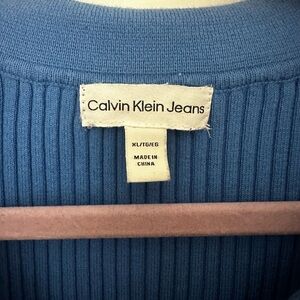 Calvin Klein Jeans
XL/TG/EG
MADE IN
CHINA